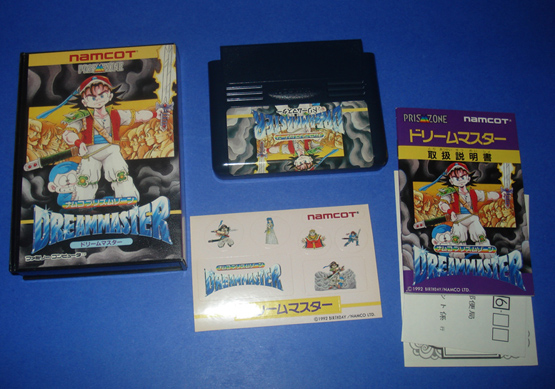 namcot
PRIS ZONE
DREAMMASTER
ドリームマスター
ファミリーコンピュータ
DREAMMASTER
namcot
DREAMMASTER
ドリームマスター
©1992 BIRTHDAY/NAMCO LTD.
PRIS ZONE namcot
ドリームマスター
取扱説明書
DREAMMASTER
©1992 BIRTHDAY/NAMCO LTD.